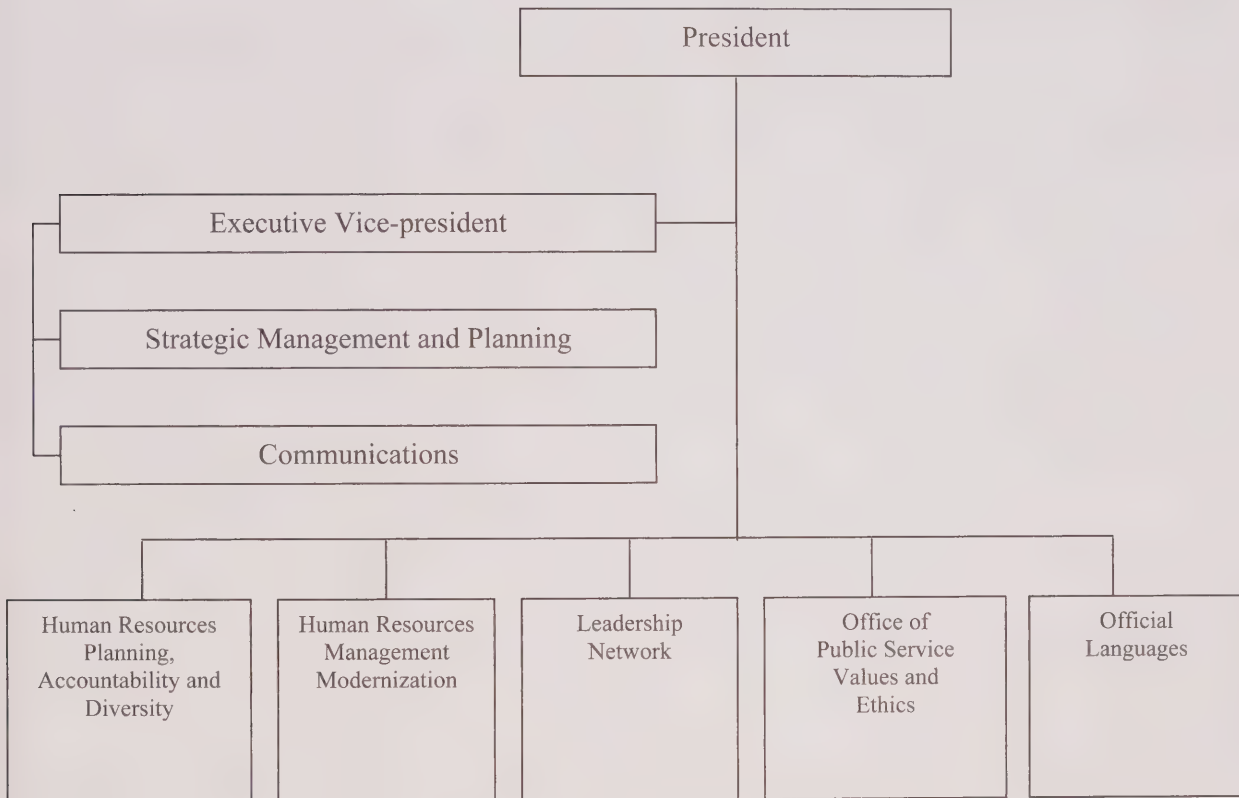 President
Executive Vice-president
Strategic Management and Planning
Communications
Human Resources
Planning,
Accountability and
Diversity
Human Resources
Management
Modernization
Leadership
Network
Office of
Public Service
Values and
Ethics
Official
Languages